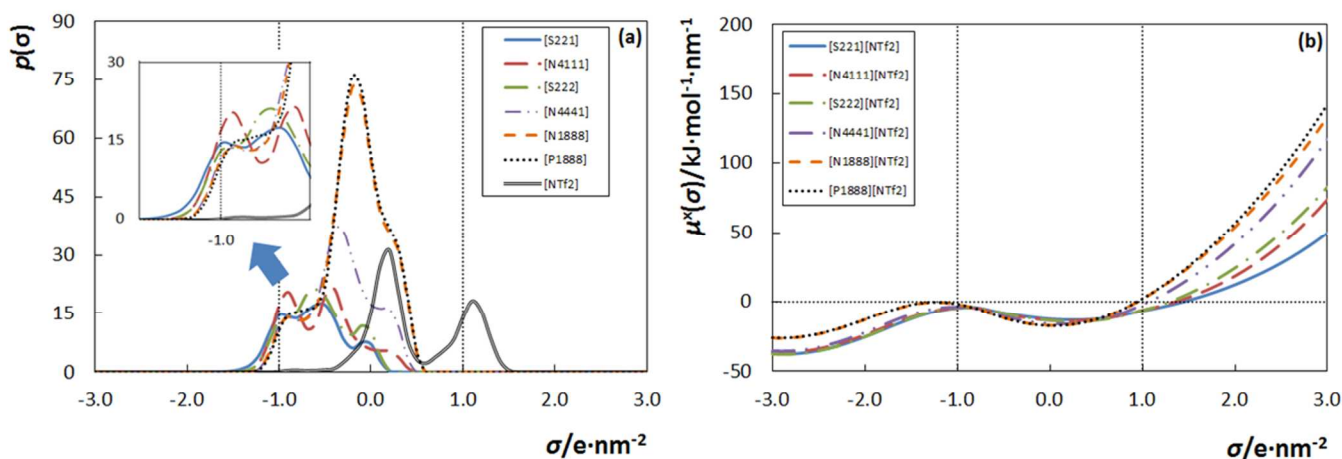 90
75
60
45
30
15
0
p(σ)
30
15
0
-1.0
(a)
[S221]
[N4111]
[S222]
[N4441]
[N1888]
[P1888]
[NTf2]
-3.0 -2.0 -1.0 0.0 1.0 2.0 3.0
σ/e·nm⁻²
200
150
100
50
0
-50
μˣ(σ)/kJ·mol⁻¹·nm⁻¹
(b)
[S221][NTf2]
[N4111][NTf2]
[S222][NTf2]
[N4441][NTf2]
[N1888][NTf2]
[P1888][NTf2]
-3.0 -2.0 -1.0 0.0 1.0 2.0 3.0
σ/e·nm⁻²